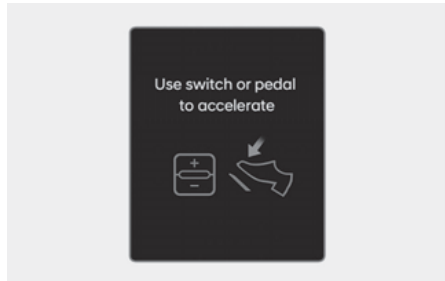 Use switch or pedal
to accelerate
+
−